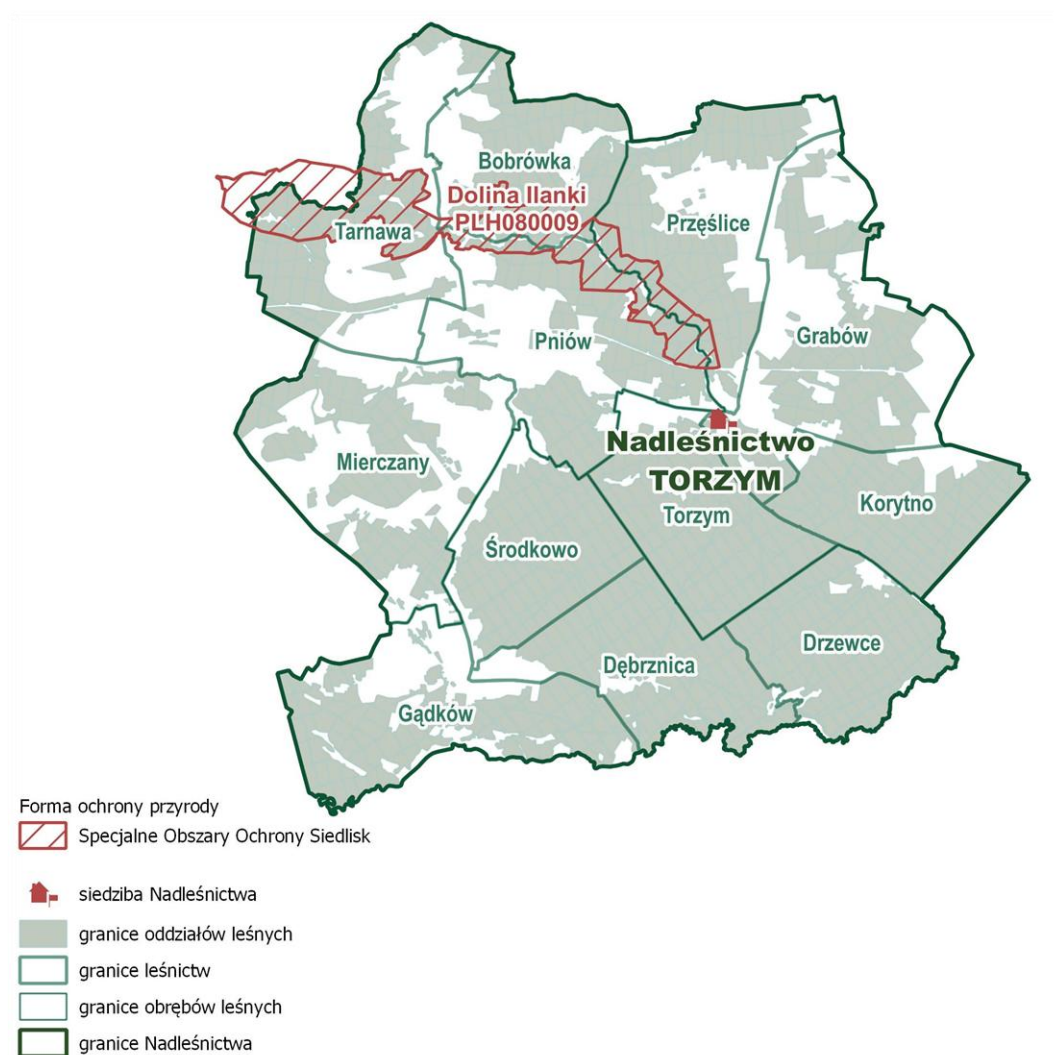 Bobrówka
Dolina Ilanki
PLH080009
Tarnawa
Przęślice
Pniów
Grabów
Nadleśnictwo
TORZYM
Mierczany
Torzym
Korytno
Środkowo
Dębrznica
Drzewce
Gądków
Forma ochrony przyrody
Specjalne Obszary Ochrony Siedlisk
siedziba Nadleśnictwa
granice oddziałów leśnych
granice leśnictw
granice obrębów leśnych
granice Nadleśnictwa